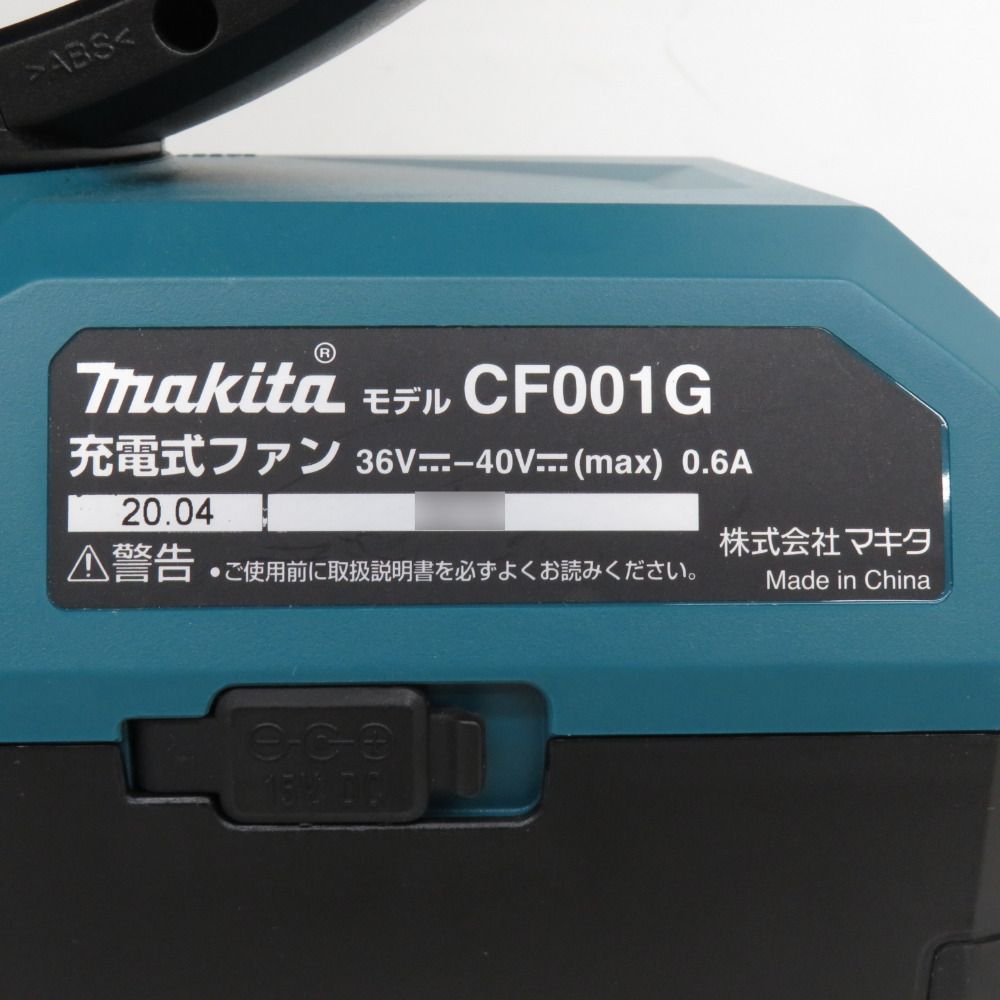 >ABS<
makita® モデル CF001G
充電式ファン 36V⎓–40V⎓(max) 0.6A
20.04
⚠警告 •ご使用前に取扱説明書を必ずよくお読みください。
株式会社マキタ
Made in China
⊖-C-⊕
15V DC